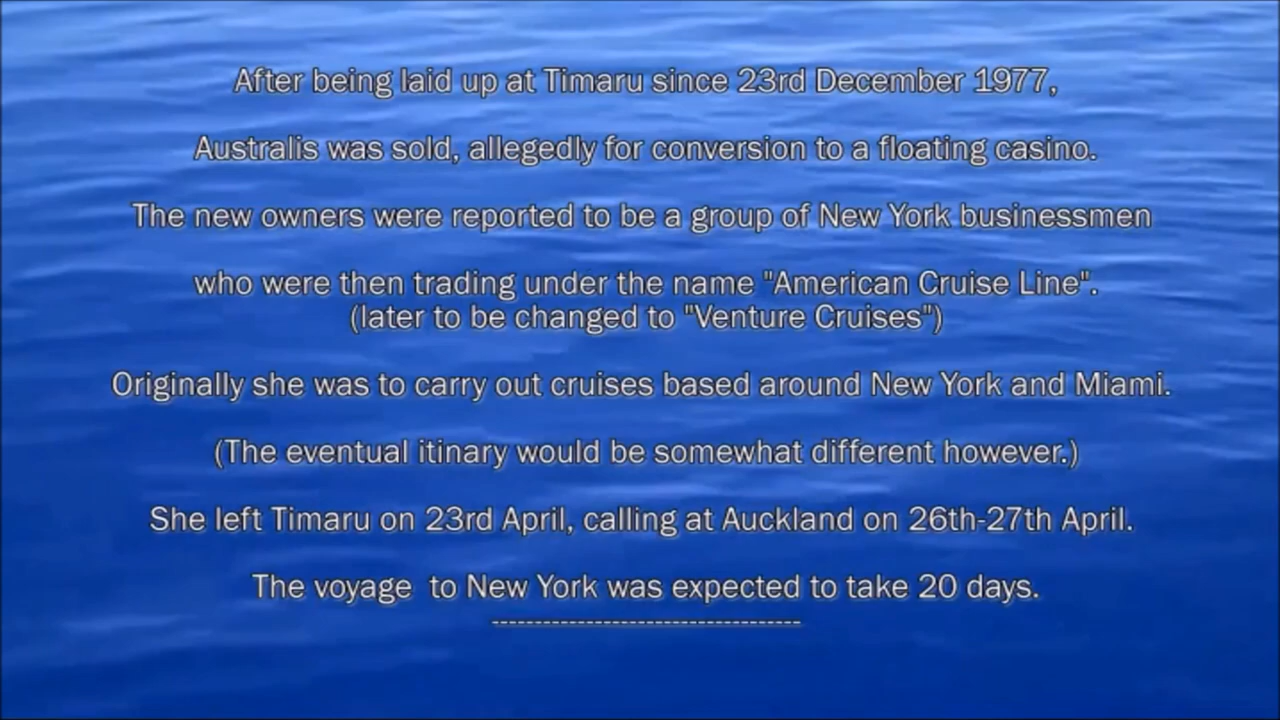 After being laid up at Timaru since 23rd December 1977,
Australis was sold, allegedly for conversion to a floating casino.
The new owners were reported to be a group of New York businessmen
who were then trading under the name "American Cruise Line".
(later to be changed to "Venture Cruises")
Originally she was to carry out cruises based around New York and Miami.
(The eventual itinary would be somewhat different however.)
She left Timaru on 23rd April, calling at Auckland on 26th-27th April.
The voyage  to New York was expected to take 20 days.
-----------------------------------